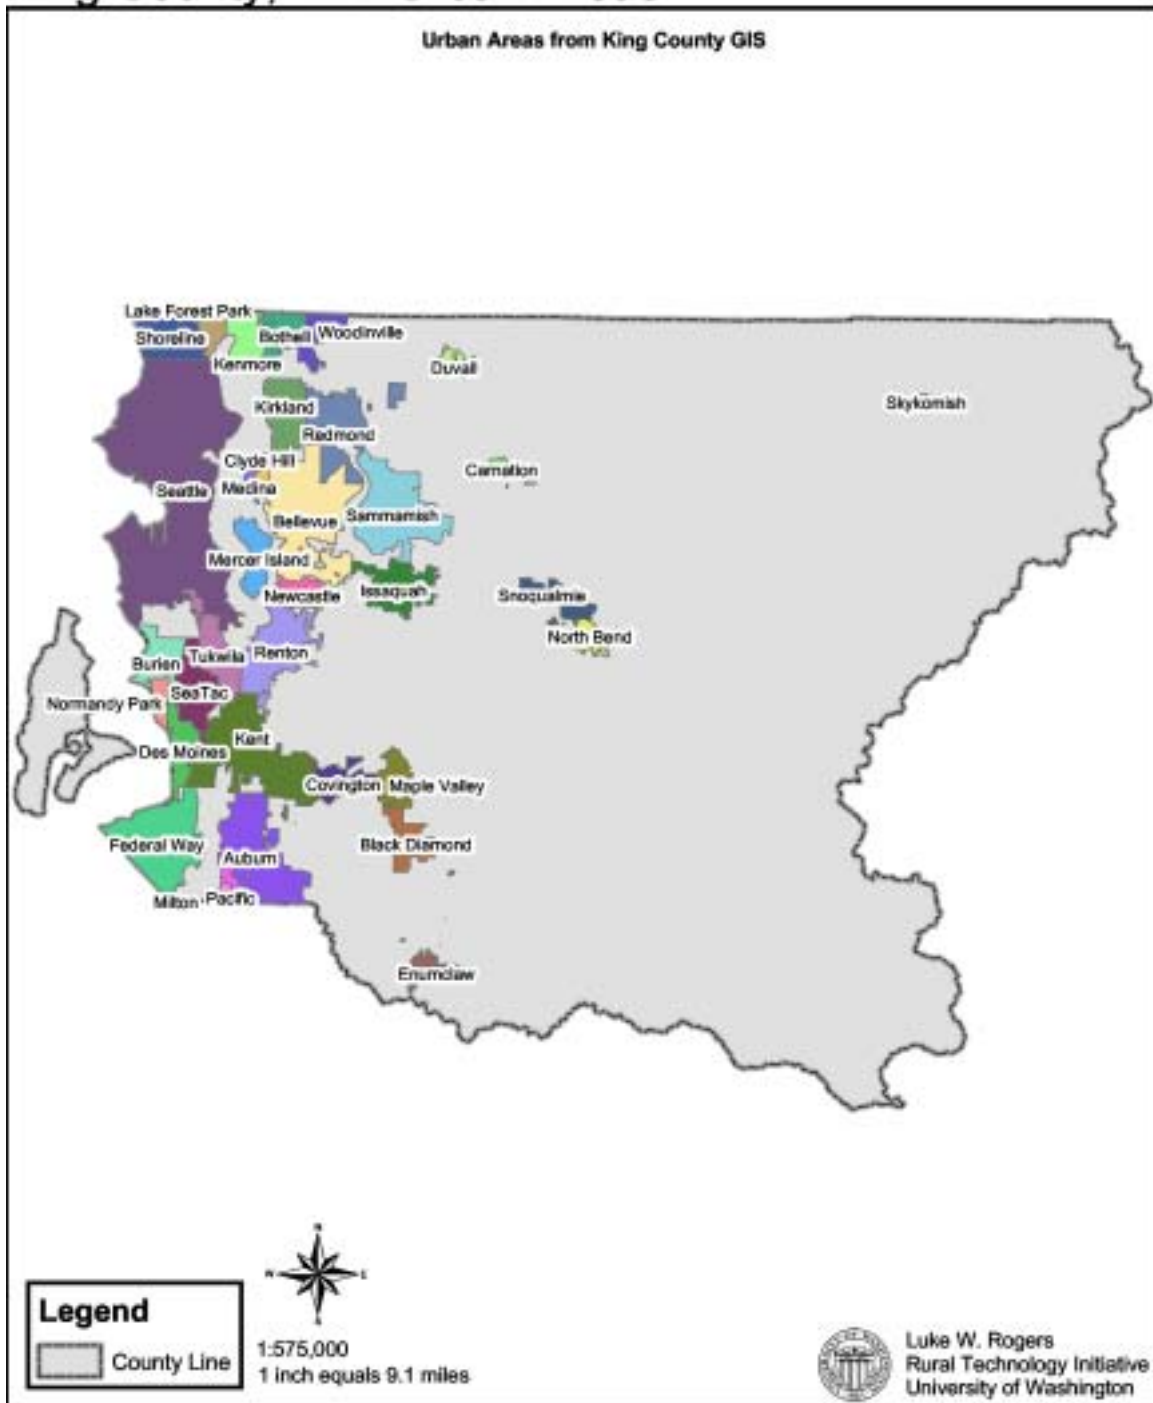 Urban Areas from King County GIS
Lake Forest Park
Shoreline
Bothell
Woodinville
Kenmore
Duvall
Kirkland
Skykomish
Redmond
Clyde Hill
Carnation
Medina
Seattle
Sammamish
Bellevue
Mercer Island
Newcastle
Issaquah
Snoqualmie
North Bend
Burien
Tukwila
Renton
SeaTac
Normandy Park
Kent
Des Moines
Covington
Maple Valley
Federal Way
Black Diamond
Auburn
Milton
Pacific
Enumclaw
N
W
E
S
Legend
County Line
1:575,000
1 inch equals 9.1 miles
Luke W. Rogers
Rural Technology Initiative
University of Washington